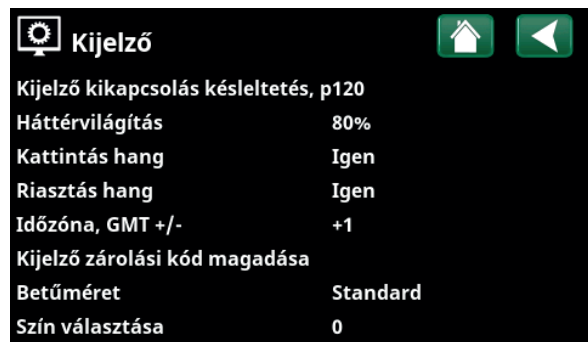 Kijelző
Kijelző kikapcsolás késleltetés, p120
Háttérvilágítás 80%
Kattintás hang Igen
Riasztás hang Igen
Időzóna, GMT +/- +1
Kijelző zárolási kód magadása
Betűméret Standard
Szín választása 0